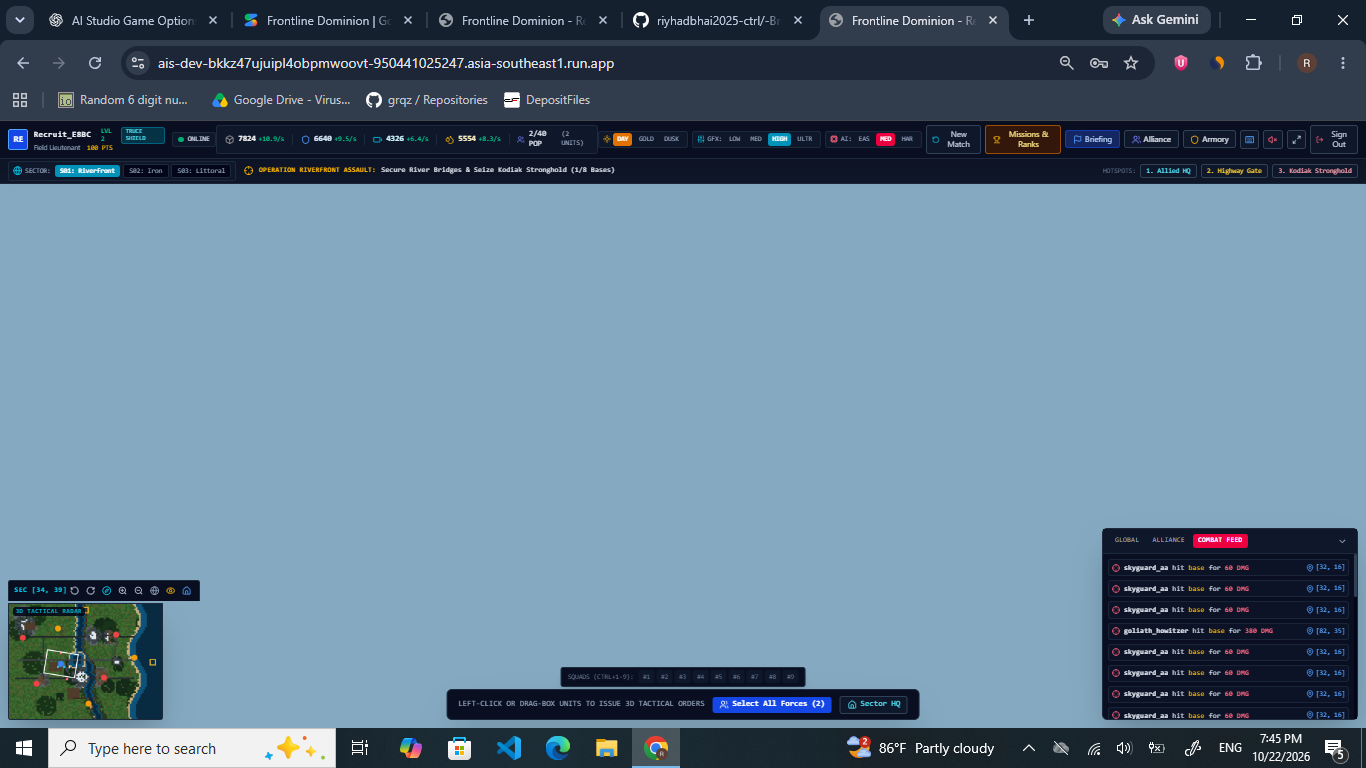 AI Studio Game Option
Frontline Dominion | Go
Frontline Dominion - Re
riyhadbhai2025-ctrl/-Br
Frontline Dominion - Re
Ask Gemini
ais-dev-bkkz47ujuipl4obpmwoovt-950441025247.asia-southeast1.run.app
R
Random 6 digit nu...
Google Drive - Virus...
grqz / Repositories
DepositFiles
RE
Recruit_E8BC
LVL 2
Field Lieutenant 100 PTS
TRUCE SHIELD
ONLINE
7824 +10.9/s
6640 +9.5/s
4326 +6.4/s
5554 +8.3/s
2/40 POP
(2 UNITS)
DAY GOLD DUSK
GFX: LOW MED HIGH ULTR
AI: EAS MED HAR
New Match
Missions & Ranks
Briefing
Alliance
Armory
Sign Out
SECTOR: S01: Riverfront S02: Iron S03: Littoral
OPERATION RIVERFRONT ASSAULT: Secure River Bridges & Seize Kodiak Stronghold (1/8 Bases)
HOTSPOTS: 1. Allied HQ 2. Highway Gate 3. Kodiak Stronghold
GLOBAL ALLIANCE COMBAT FEED
skyguard_aa hit base for 60 DMG [32, 16]
skyguard_aa hit base for 60 DMG [32, 16]
skyguard_aa hit base for 60 DMG [32, 16]
goliath_howitzer hit base for 380 DMG [82, 35]
skyguard_aa hit base for 60 DMG [32, 16]
skyguard_aa hit base for 60 DMG [32, 16]
skyguard_aa hit base for 60 DMG [32, 16]
skyguard_aa hit base for 60 DMG [32, 16]
SEC [34, 39]
3D TACTICAL RADAR
SQUADS (CTRL+1-9): #1 #2 #3 #4 #5 #6 #7 #8 #9
LEFT-CLICK OR DRAG-BOX UNITS TO ISSUE 3D TACTICAL ORDERS
Select All Forces (2)
Sector HQ
Type here to search
2
86°F Partly cloudy
ENG
7:45 PM
10/22/2026
5